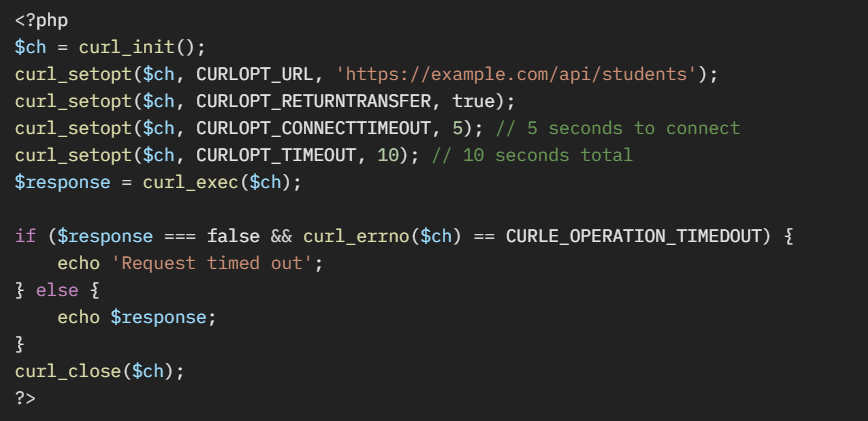 <?php
$ch = curl_init();
curl_setopt($ch, CURLOPT_URL, 'https://example.com/api/students');
curl_setopt($ch, CURLOPT_RETURNTRANSFER, true);
curl_setopt($ch, CURLOPT_CONNECTTIMEOUT, 5); // 5 seconds to connect
curl_setopt($ch, CURLOPT_TIMEOUT, 10); // 10 seconds total
$response = curl_exec($ch);

if ($response === false && curl_errno($ch) == CURLE_OPERATION_TIMEDOUT) {
    echo 'Request timed out';
} else {
    echo $response;
}
curl_close($ch);
?>